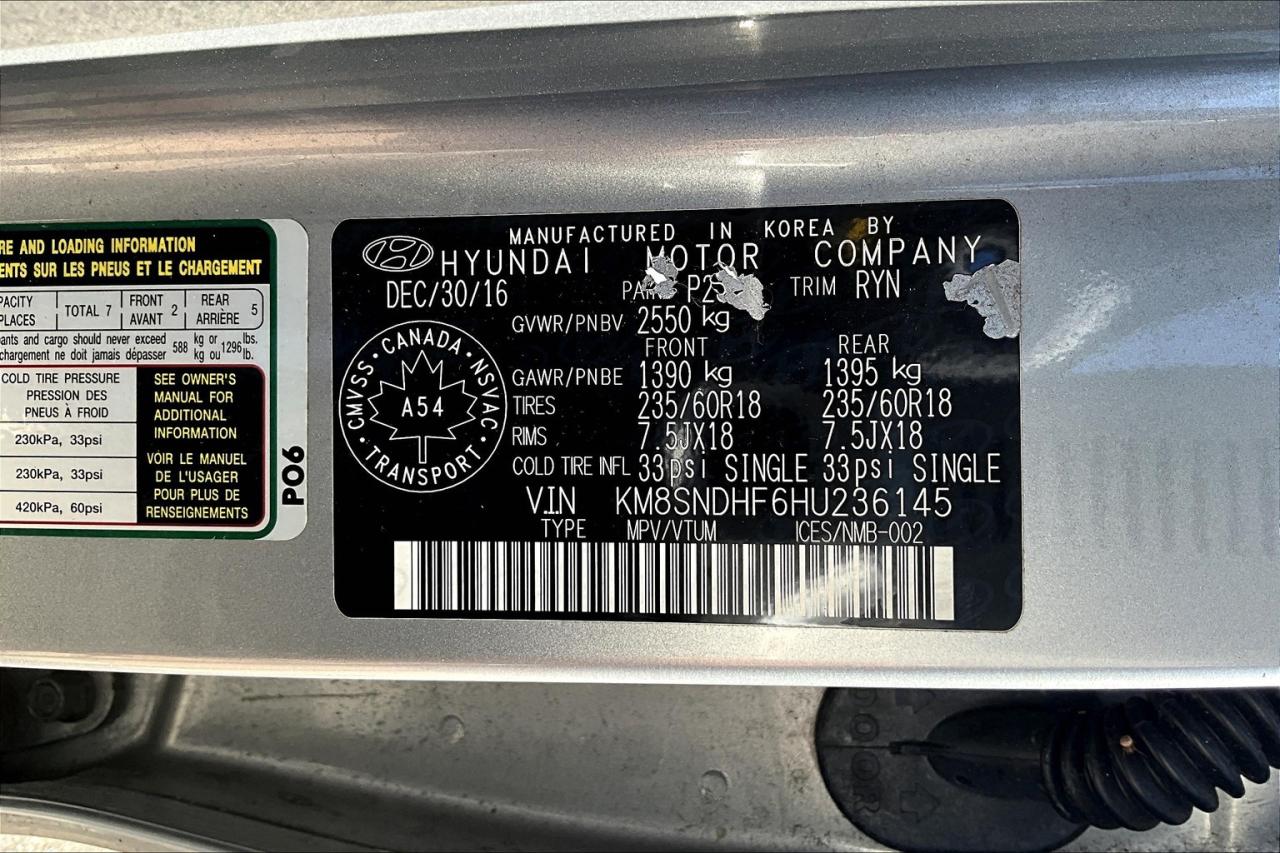 RE AND LOADING INFORMATION
ENTS SUR LES PNEUS ET LE CHARGEMENT
PACITY TOTAL 7 FRONT 2 REAR 5
PLACES AVANT ARRIÈRE
ants and cargo should never exceed 588 kg or 1296 lbs.
chargement ne doit jamais dépasser kg ou lb.
COLD TIRE PRESSURE
PRESSION DES
PNEUS À FROID
230kPa, 33psi
230kPa, 33psi
420kPa, 60psi
SEE OWNER'S
MANUAL FOR
ADDITIONAL
INFORMATION
VOIR LE MANUEL
DE L'USAGER
POUR PLUS DE
RENSEIGNEMENTS
PO6
MANUFACTURED IN KOREA BY
HYUNDAI MOTOR COMPANY
DEC/30/16 TRIM RYN
GVWR/PNBV 2550 kg
FRONT REAR
GAWR/PNBE 1390 kg 1395 kg
TIRES 235/60R18 235/60R18
RIMS 7.5JX18 7.5JX18
COLD TIRE INFL 33psi SINGLE 33psi SINGLE
V.I.N KM8SNDHF6HU236145
TYPE MPV/VTUM ICES/NMB-002
CMVSS · CANADA · NSVAC · TRANSPORT ·
A54
DOOR